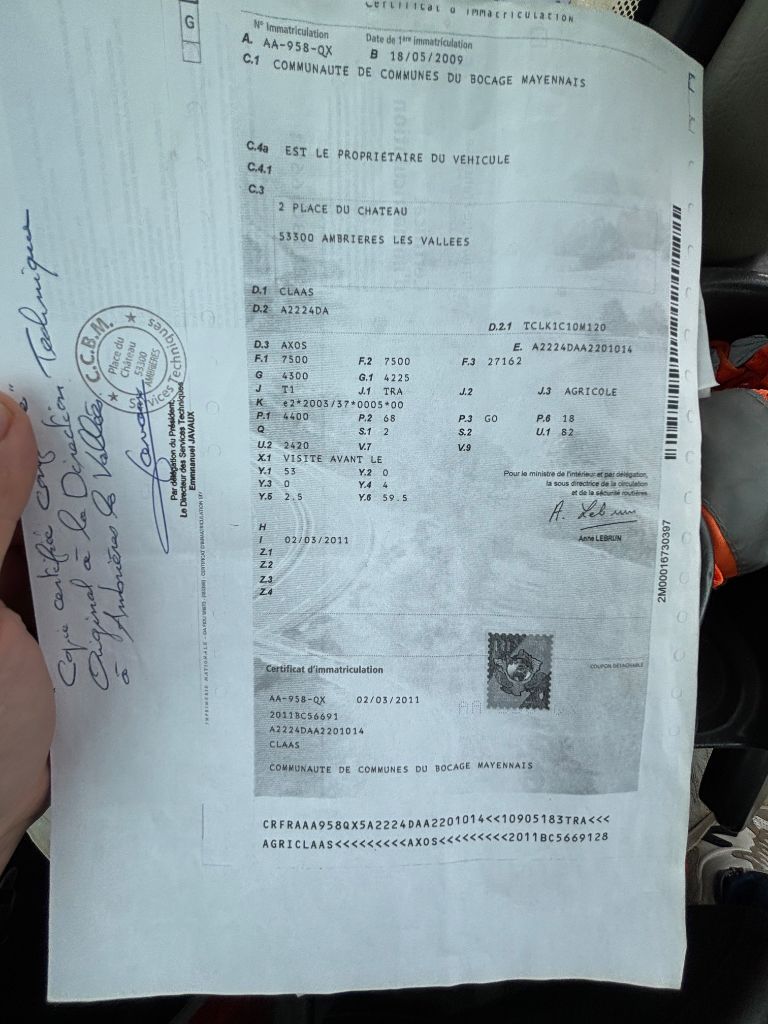 Certificat d'immatriculation
N° Immatriculation
Date de 1ère immatriculation
A. AA-958-QX
B 18/05/2009
C.1 COMMUNAUTE DE COMMUNES DU BOCAGE MAYENNAIS
C.4a EST LE PROPRIÉTAIRE DU VÉHICULE
C.4.1
C.3
2 PLACE DU CHATEAU
53300 AMBRIERES LES VALLEES
D.1 CLAAS
D.2 A2224DA
D.2.1 TCLK1C10M120
D.3 AXOS
E. A2224DAA2201014
F.1 7500 F.2 7500 F.3 27162
G 4300 G.1 4225
J T1 J.1 TRA J.2 J.3 AGRICOLE
K e2*2003/37*0005*00
P.1 4400 P.2 68 P.3 GO P.6 18
Q S.1 2 S.2 U.1 82
U.2 2420 V.7 V.9
X.1 VISITE AVANT LE
Y.1 53 Y.2 0
Y.3 0 Y.4 4
Y.5 2.5 Y.6 59.5
Pour le ministre de l'intérieur et par délégation,
la sous directrice de la circulation
et de la sécurité routières.
A. Lebrun
Anne LEBRUN
H
I 02/03/2011
Z.1
Z.2
Z.3
Z.4
Certificat d'immatriculation
COUPON DÉTACHABLE
AA-958-QX 02/03/2011
2011BC56691
A2224DAA2201014
CLAAS
COMMUNAUTE DE COMMUNES DU BOCAGE MAYENNAIS
CRFRAAA958QX5A2224DAA2201014<<10905183TRA<<<
AGRICLAAS<<<<<<<<<AXOS<<<<<<<<<2011BC5669128
2M00016730397
G
C.C.B.M.
Place du
Château
53300
AMBRIERES
Services Techniques
Par délégation du Président,
Le Directeur des Services Techniques,
Emmanuel JAVAUX
Javaux
Copie certifiée
Original à la Direction Technique
à Ambrières les Vallées